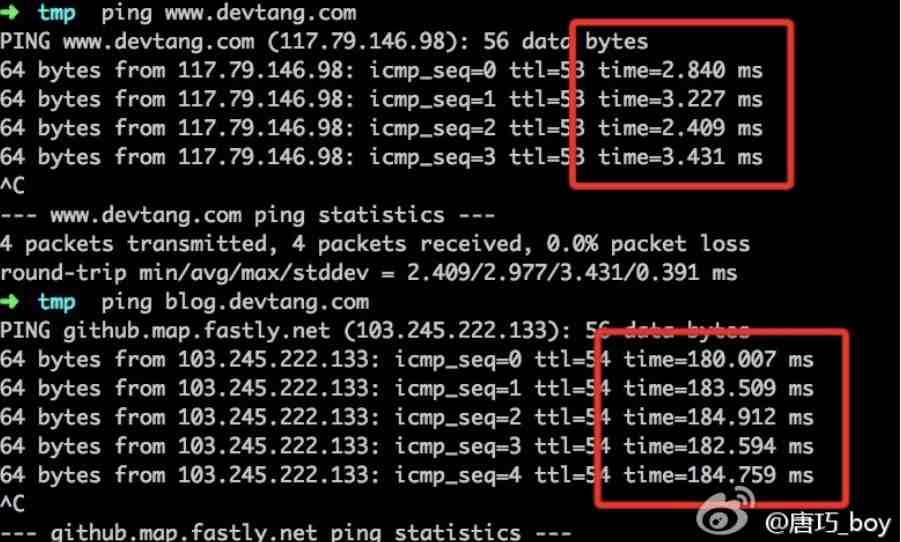 ➜ tmp ping www.devtang.com
PING www.devtang.com (117.79.146.98): 56 data bytes
64 bytes from 117.79.146.98: icmp_seq=0 ttl=53 time=2.840 ms
64 bytes from 117.79.146.98: icmp_seq=1 ttl=53 time=3.227 ms
64 bytes from 117.79.146.98: icmp_seq=2 ttl=53 time=2.409 ms
64 bytes from 117.79.146.98: icmp_seq=3 ttl=53 time=3.431 ms
^C
--- www.devtang.com ping statistics ---
4 packets transmitted, 4 packets received, 0.0% packet loss
round-trip min/avg/max/stddev = 2.409/2.977/3.431/0.391 ms
➜ tmp ping blog.devtang.com
PING github.map.fastly.net (103.245.222.133): 56 data bytes
64 bytes from 103.245.222.133: icmp_seq=0 ttl=54 time=180.007 ms
64 bytes from 103.245.222.133: icmp_seq=1 ttl=54 time=183.509 ms
64 bytes from 103.245.222.133: icmp_seq=2 ttl=54 time=184.912 ms
64 bytes from 103.245.222.133: icmp_seq=3 ttl=54 time=182.594 ms
64 bytes from 103.245.222.133: icmp_seq=4 ttl=54 time=184.759 ms
^C
--- github.map.fastly.net ping statistics ---
@唐巧_boy